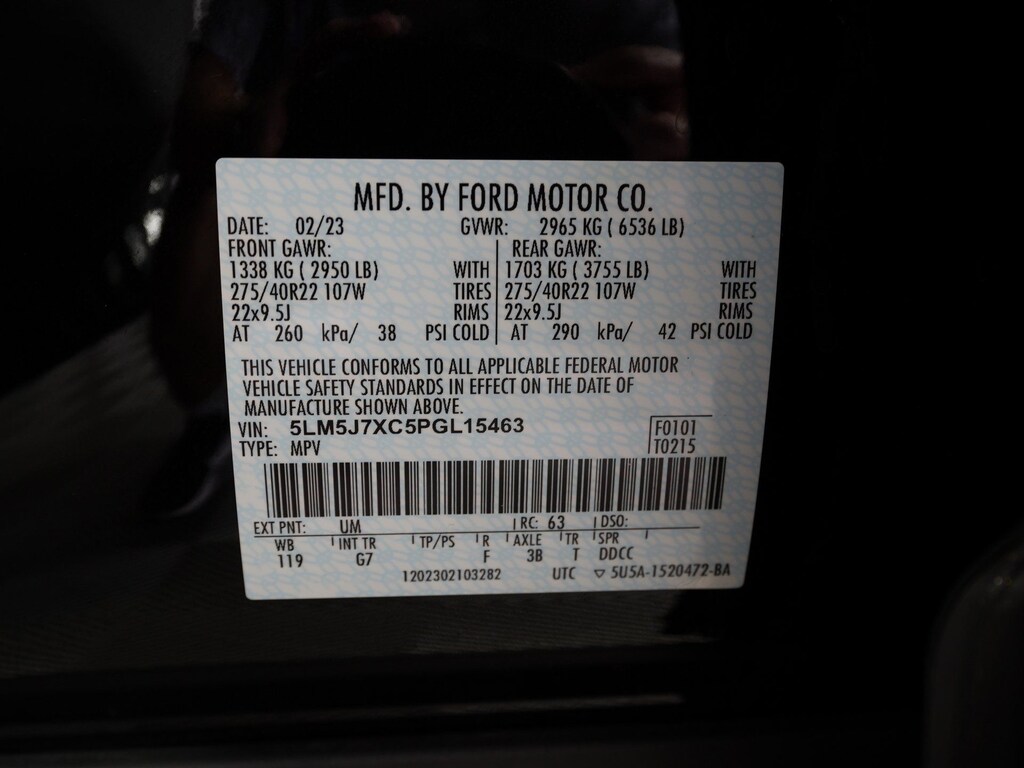 MFD. BY FORD MOTOR CO.
DATE: 02/23 GVWR: 2965 KG ( 6536 LB)
FRONT GAWR: REAR GAWR:
1338 KG ( 2950 LB) WITH 1703 KG ( 3755 LB) WITH
275/40R22 107W TIRES 275/40R22 107W TIRES
22x9.5J RIMS 22x9.5J RIMS
AT 260 kPa/ 38 PSI COLD AT 290 kPa/ 42 PSI COLD
THIS VEHICLE CONFORMS TO ALL APPLICABLE FEDERAL MOTOR
VEHICLE SAFETY STANDARDS IN EFFECT ON THE DATE OF
MANUFACTURE SHOWN ABOVE.
VIN: 5LM5J7XC5PGL15463 F0101
TYPE: MPV T0215
EXT PNT: UM RC: 63 DSO:
WB INT TR TP/PS R AXLE TR SPR
119 G7 F 3B T DDCC
1202302103282 UTC ▽ 5U5A-1520472-BA